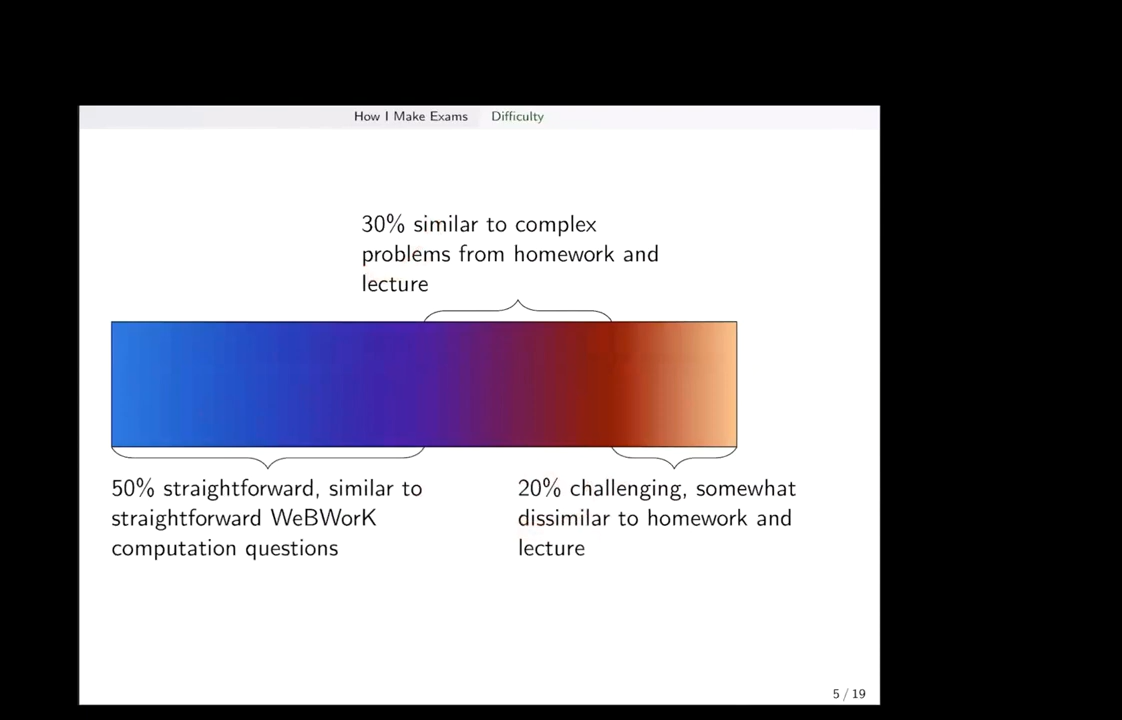 How I Make Exams Difficulty
30% similar to complex
problems from homework and
lecture
50% straightforward, similar to
straightforward WeBWorK
computation questions
20% challenging, somewhat
dissimilar to homework and
lecture
5 / 19